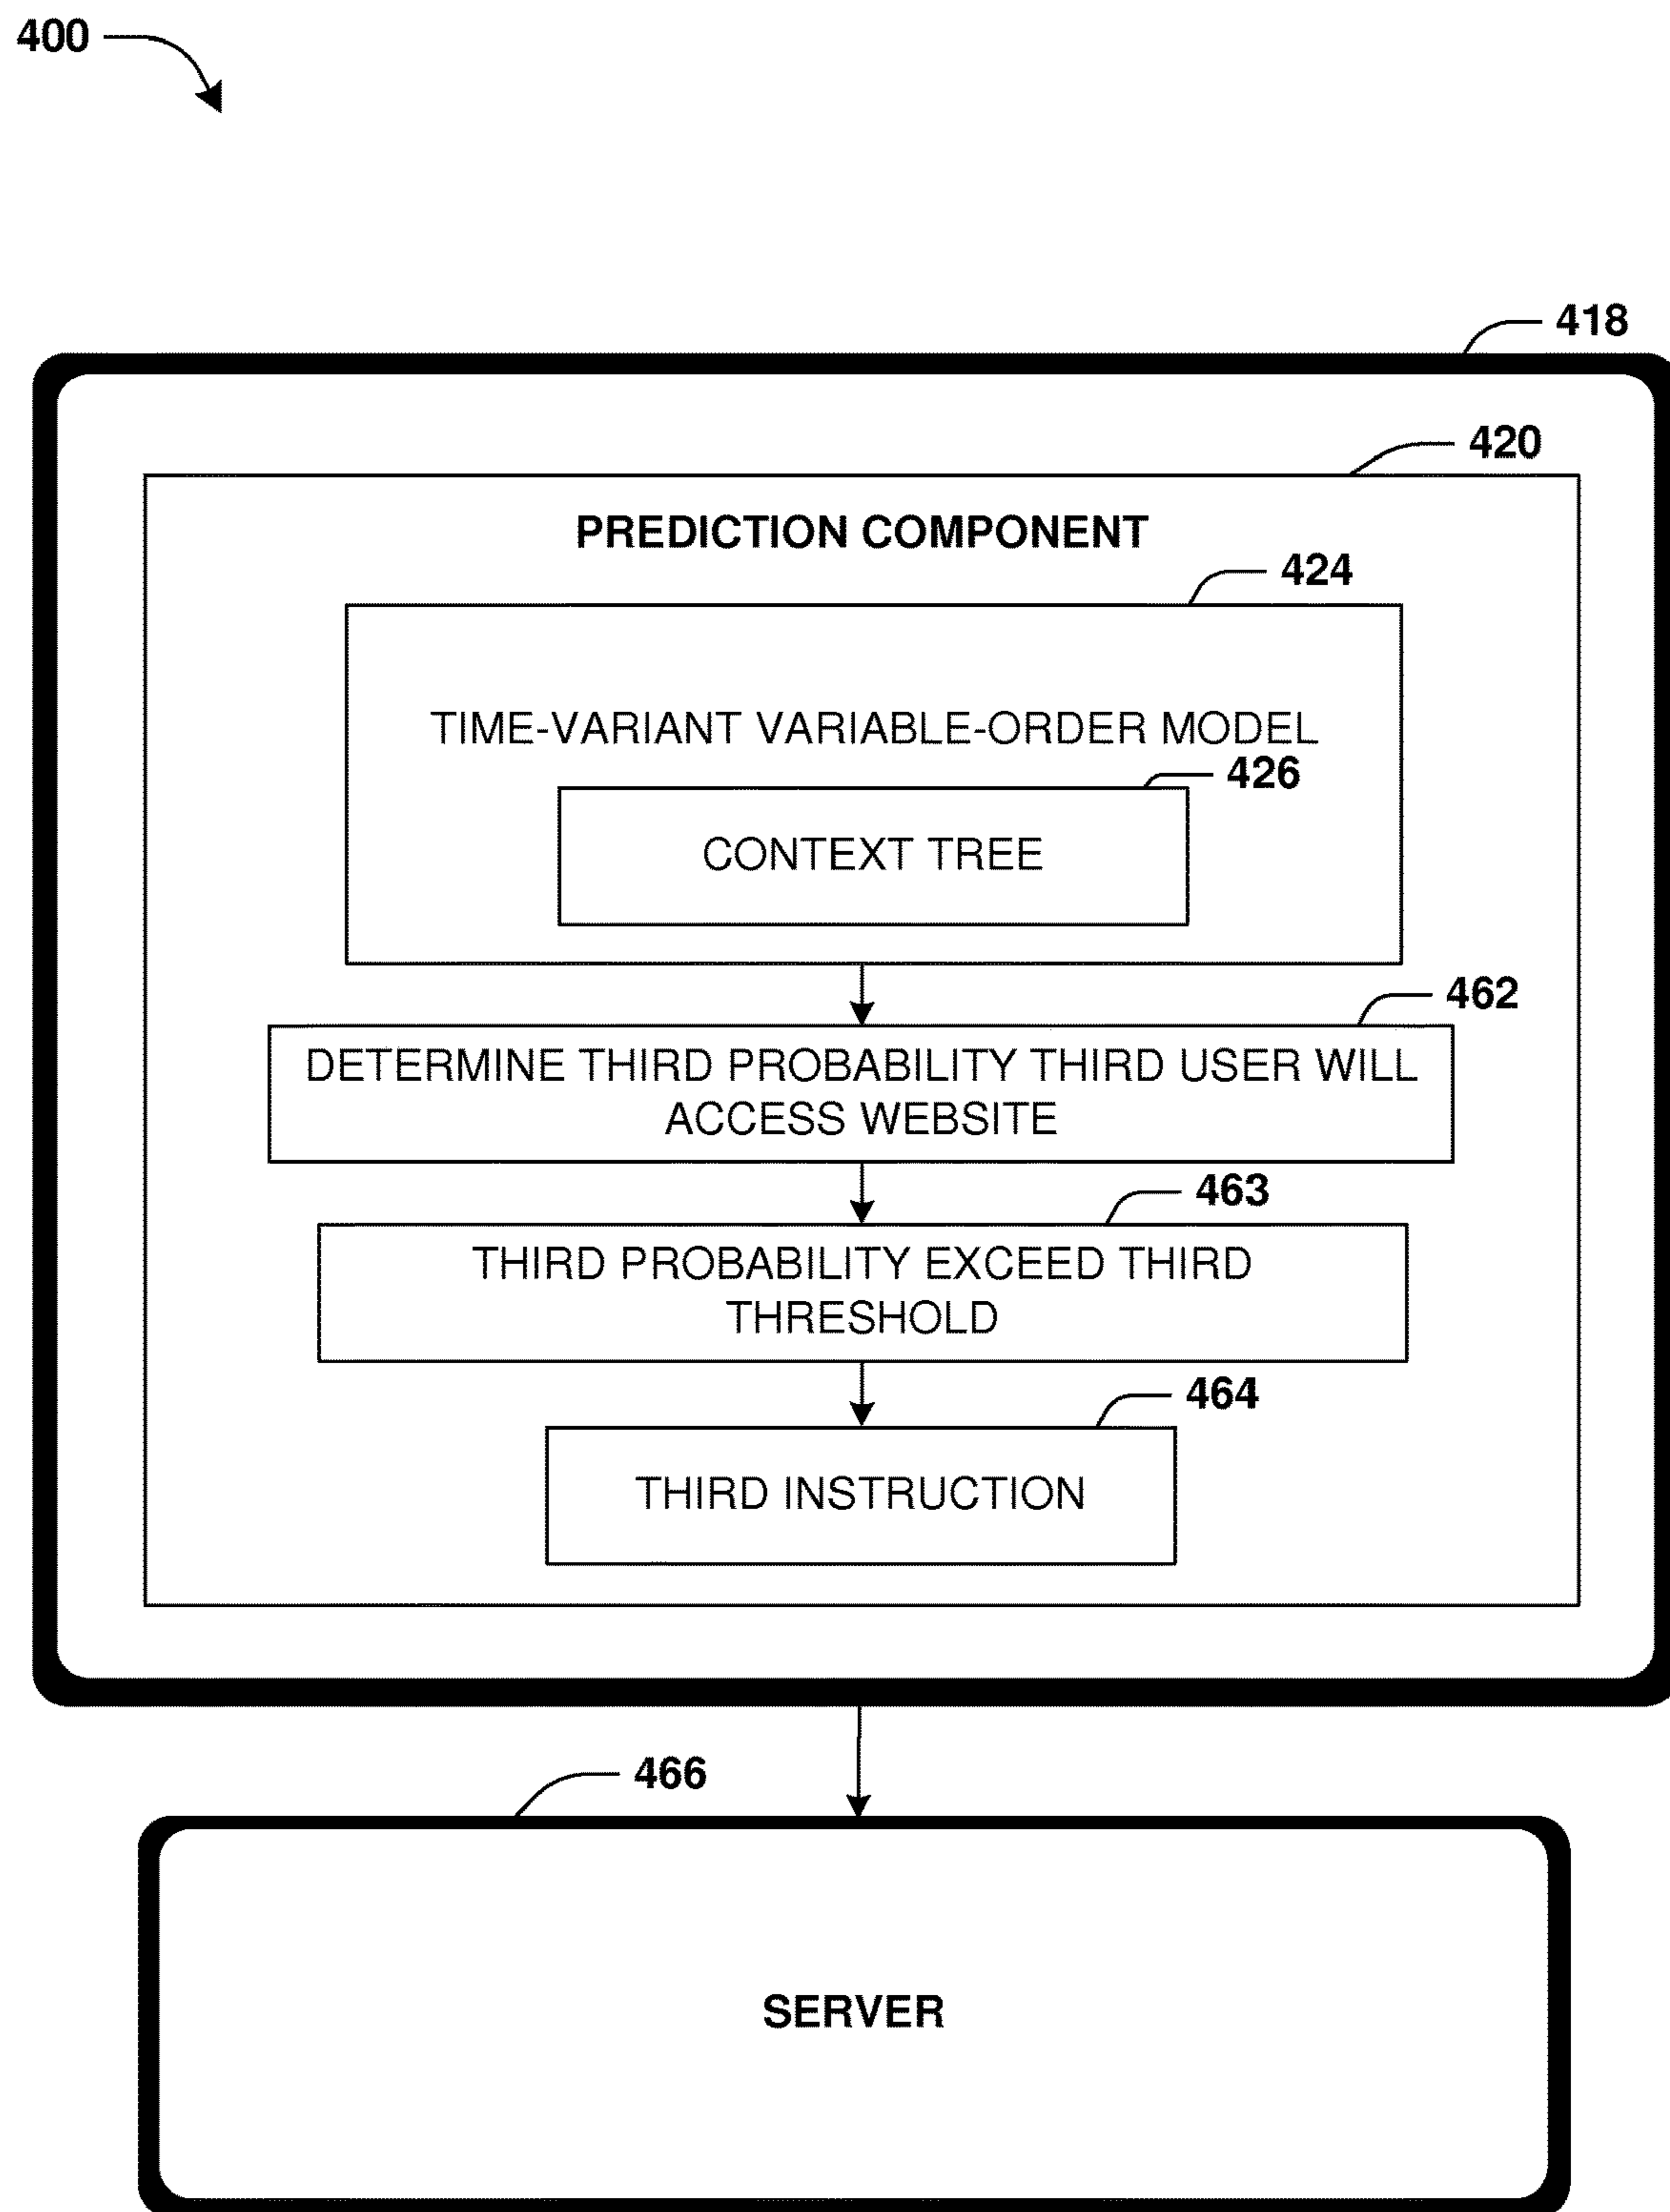 400
418
420
PREDICTION COMPONENT
424
TIME-VARIANT VARIABLE-ORDER MODEL
426
CONTEXT TREE
462
DETERMINE THIRD PROBABILITY THIRD USER WILL
ACCESS WEBSITE
463
THIRD PROBABILITY EXCEED THIRD
THRESHOLD
464
THIRD INSTRUCTION
466
SERVER